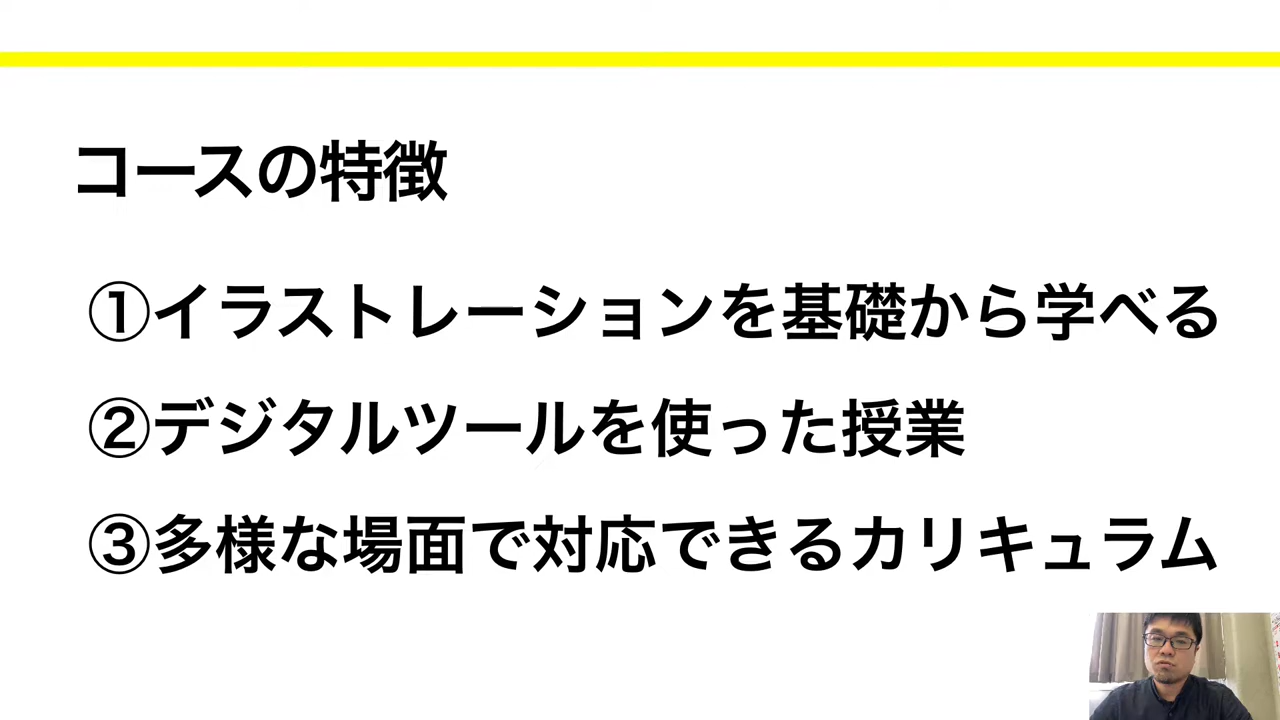 コースの特徴
①イラストレーションを基礎から学べる
②デジタルツールを使った授業
③多様な場面で対応できるカリキュラム